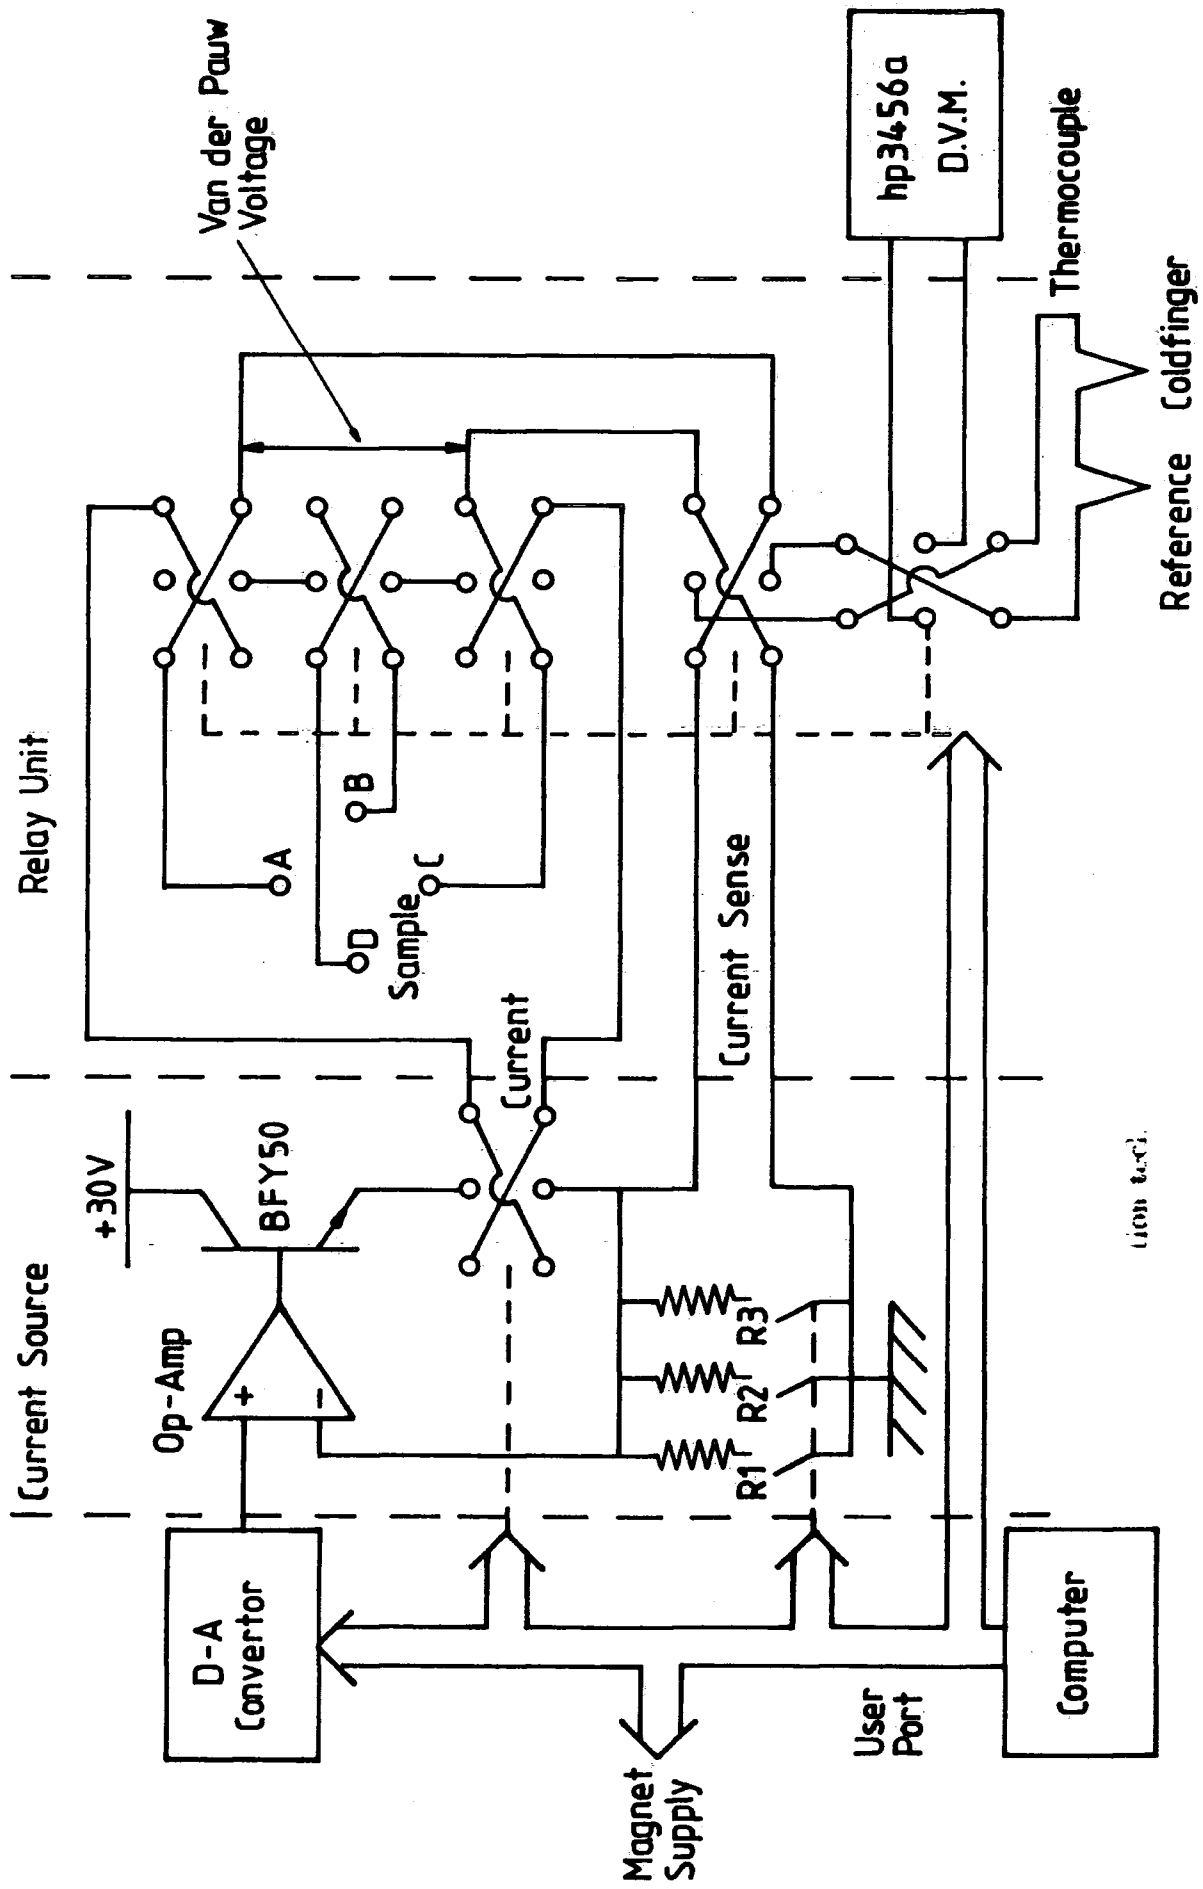 Current Source
Relay Unit
Op-Amp
+30V
BFY50
+
-
D-A
Convertor
Van der Pauw
Voltage
A
B
D
C
Sample
Current
Current Sense
R1
R2
R3
Magnet
Supply
User
Port
Computer
hp3456a
D.V.M.
Thermocouple
Reference
Coldfinger
tion